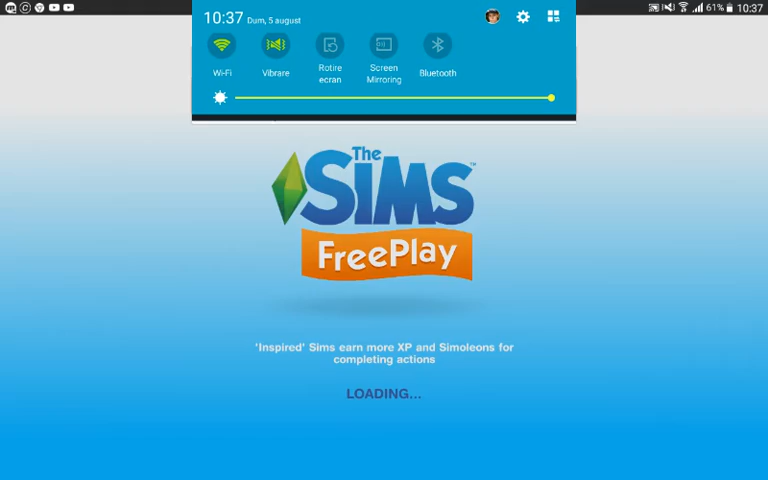 61% 10:37
10:37 Dum, 5 august
Wi-Fi
Vibrare
Rotire
ecran
Screen
Mirroring
Bluetooth
The
SIMS™
FreePlay
'Inspired' Sims earn more XP and Simoleons for
completing actions
LOADING...